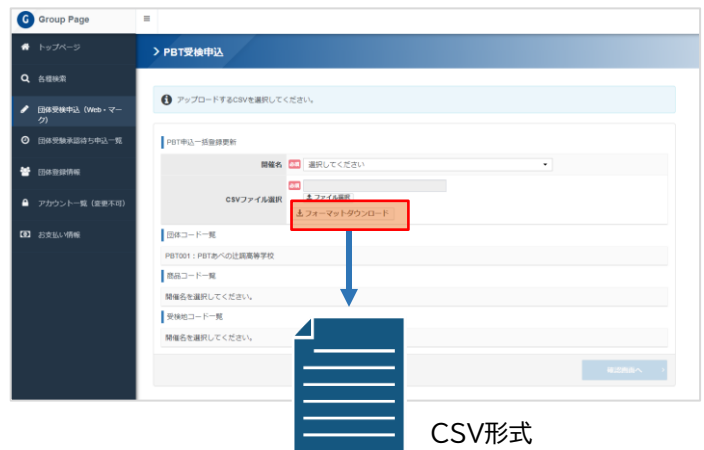 G Group Page
トップページ
各種検索
団体受検申込（Web・マーク）
団体受験承認待ち申込一覧
団体登録情報
アカウント一覧（変更不可）
お支払い情報
PBT受検申込
アップロードするCSVを選択してください。
PBT申込一括登録更新
開催名 必須 選択してください
必須
CSVファイル選択 ファイル選択
フォーマットダウンロード
団体コード一覧
PBT001：PBTあべの辻調高等学校
商品コード一覧
開催名を選択してください。
受検地コード一覧
開催名を選択してください。
確認画面へ
CSV形式